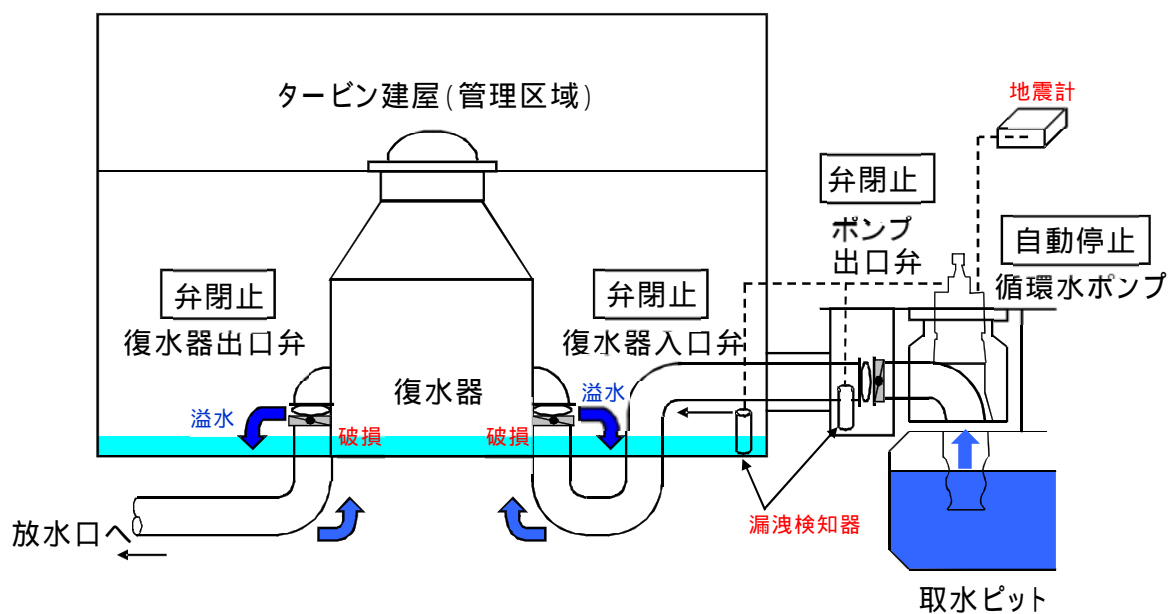 タービン建屋(管理区域)
地震計
弁閉止
ポンプ
出口弁
自動停止
循環水ポンプ
弁閉止
復水器出口弁
弁閉止
復水器入口弁
復水器
溢水
溢水
破損
破損
漏洩検知器
放水口へ
取水ピット